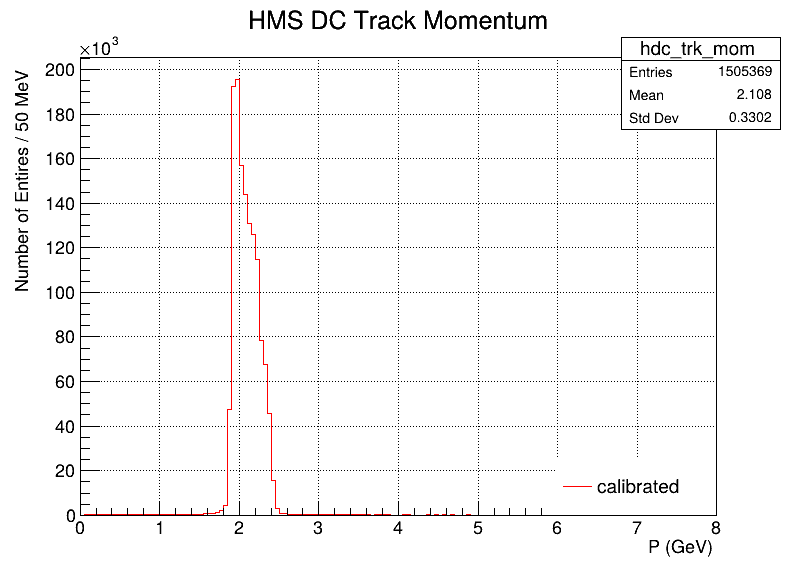 HMS DC Track Momentum
×10³
hdc_trk_mom
Entries 1505369
Mean 2.108
Std Dev 0.3302
Number of Entires / 50 MeV
200
180
160
140
120
100
80
60
40
20
0
calibrated
0 1 2 3 4 5 6 7 8
P (GeV)